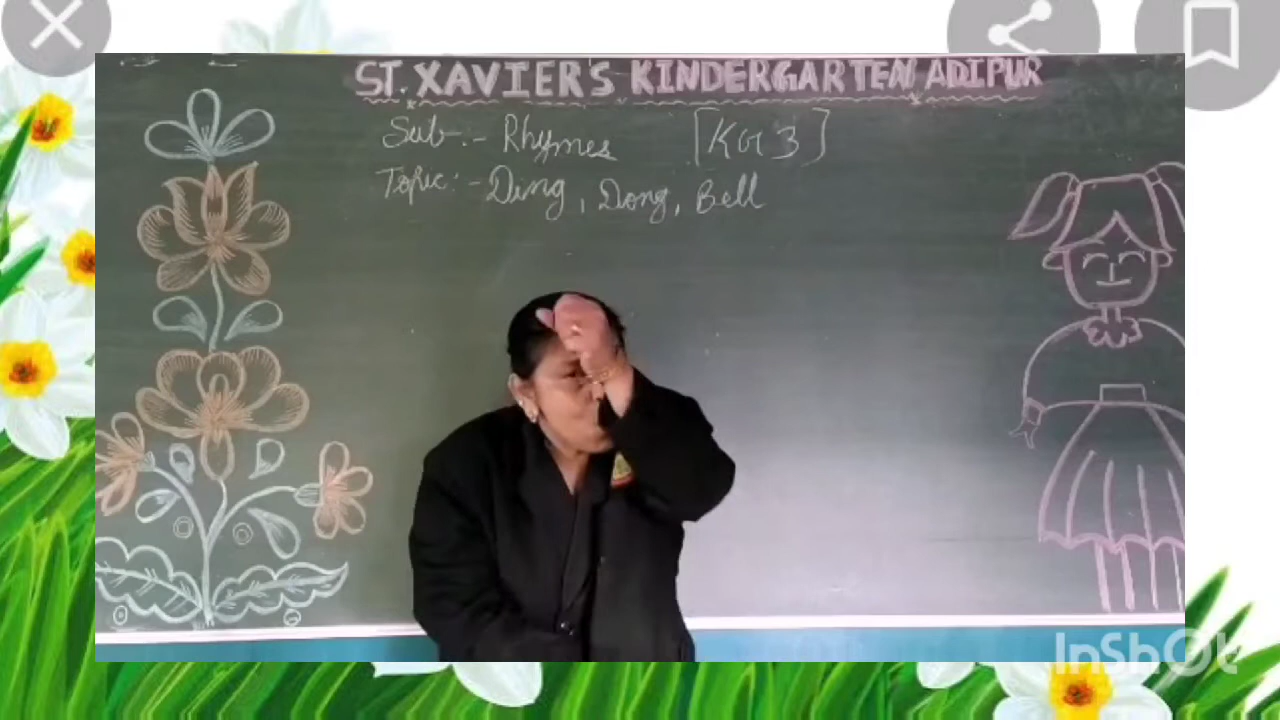 ST. XAVIER'S KINDERGARTEN ADIPUR
Sub:- Rhymes [KG 3]
Topic:- Ding, Dong, Bell
InShOt